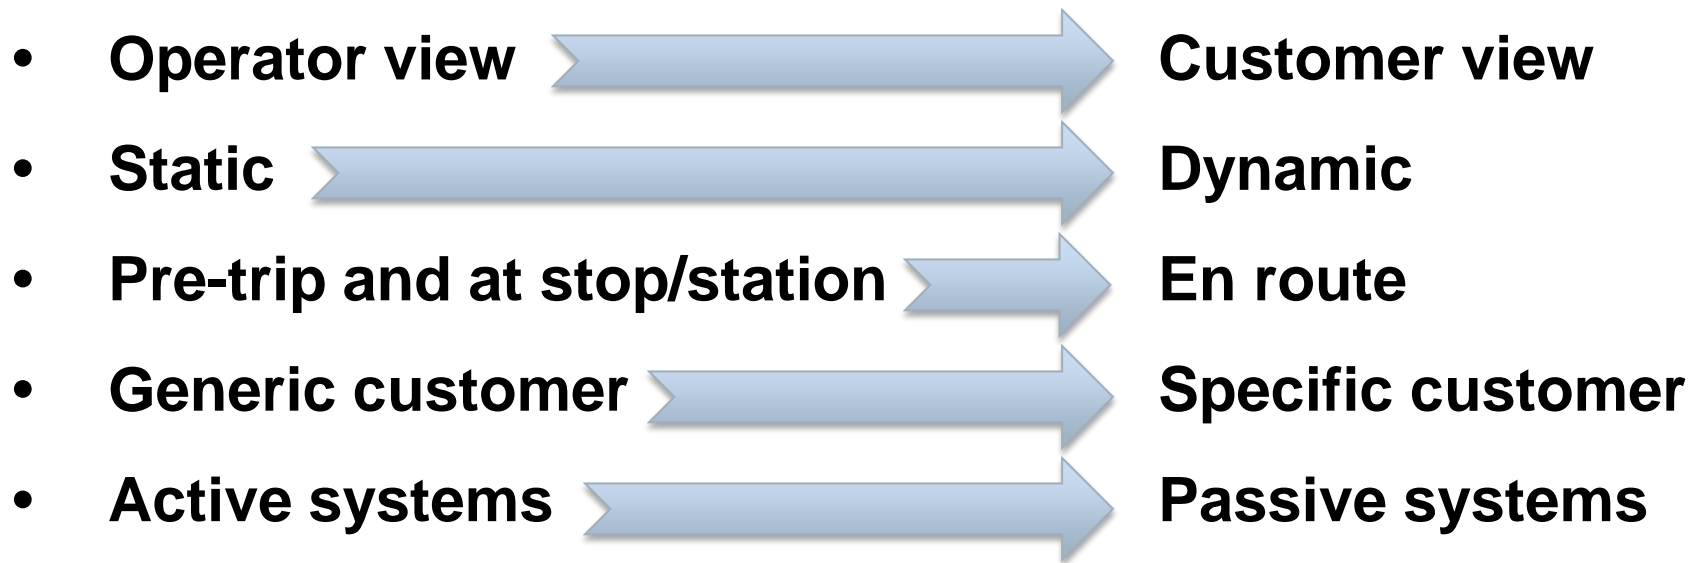 • Operator view Customer view
• Static Dynamic
• Pre-trip and at stop/station En route
• Generic customer Specific customer
• Active systems Passive systems